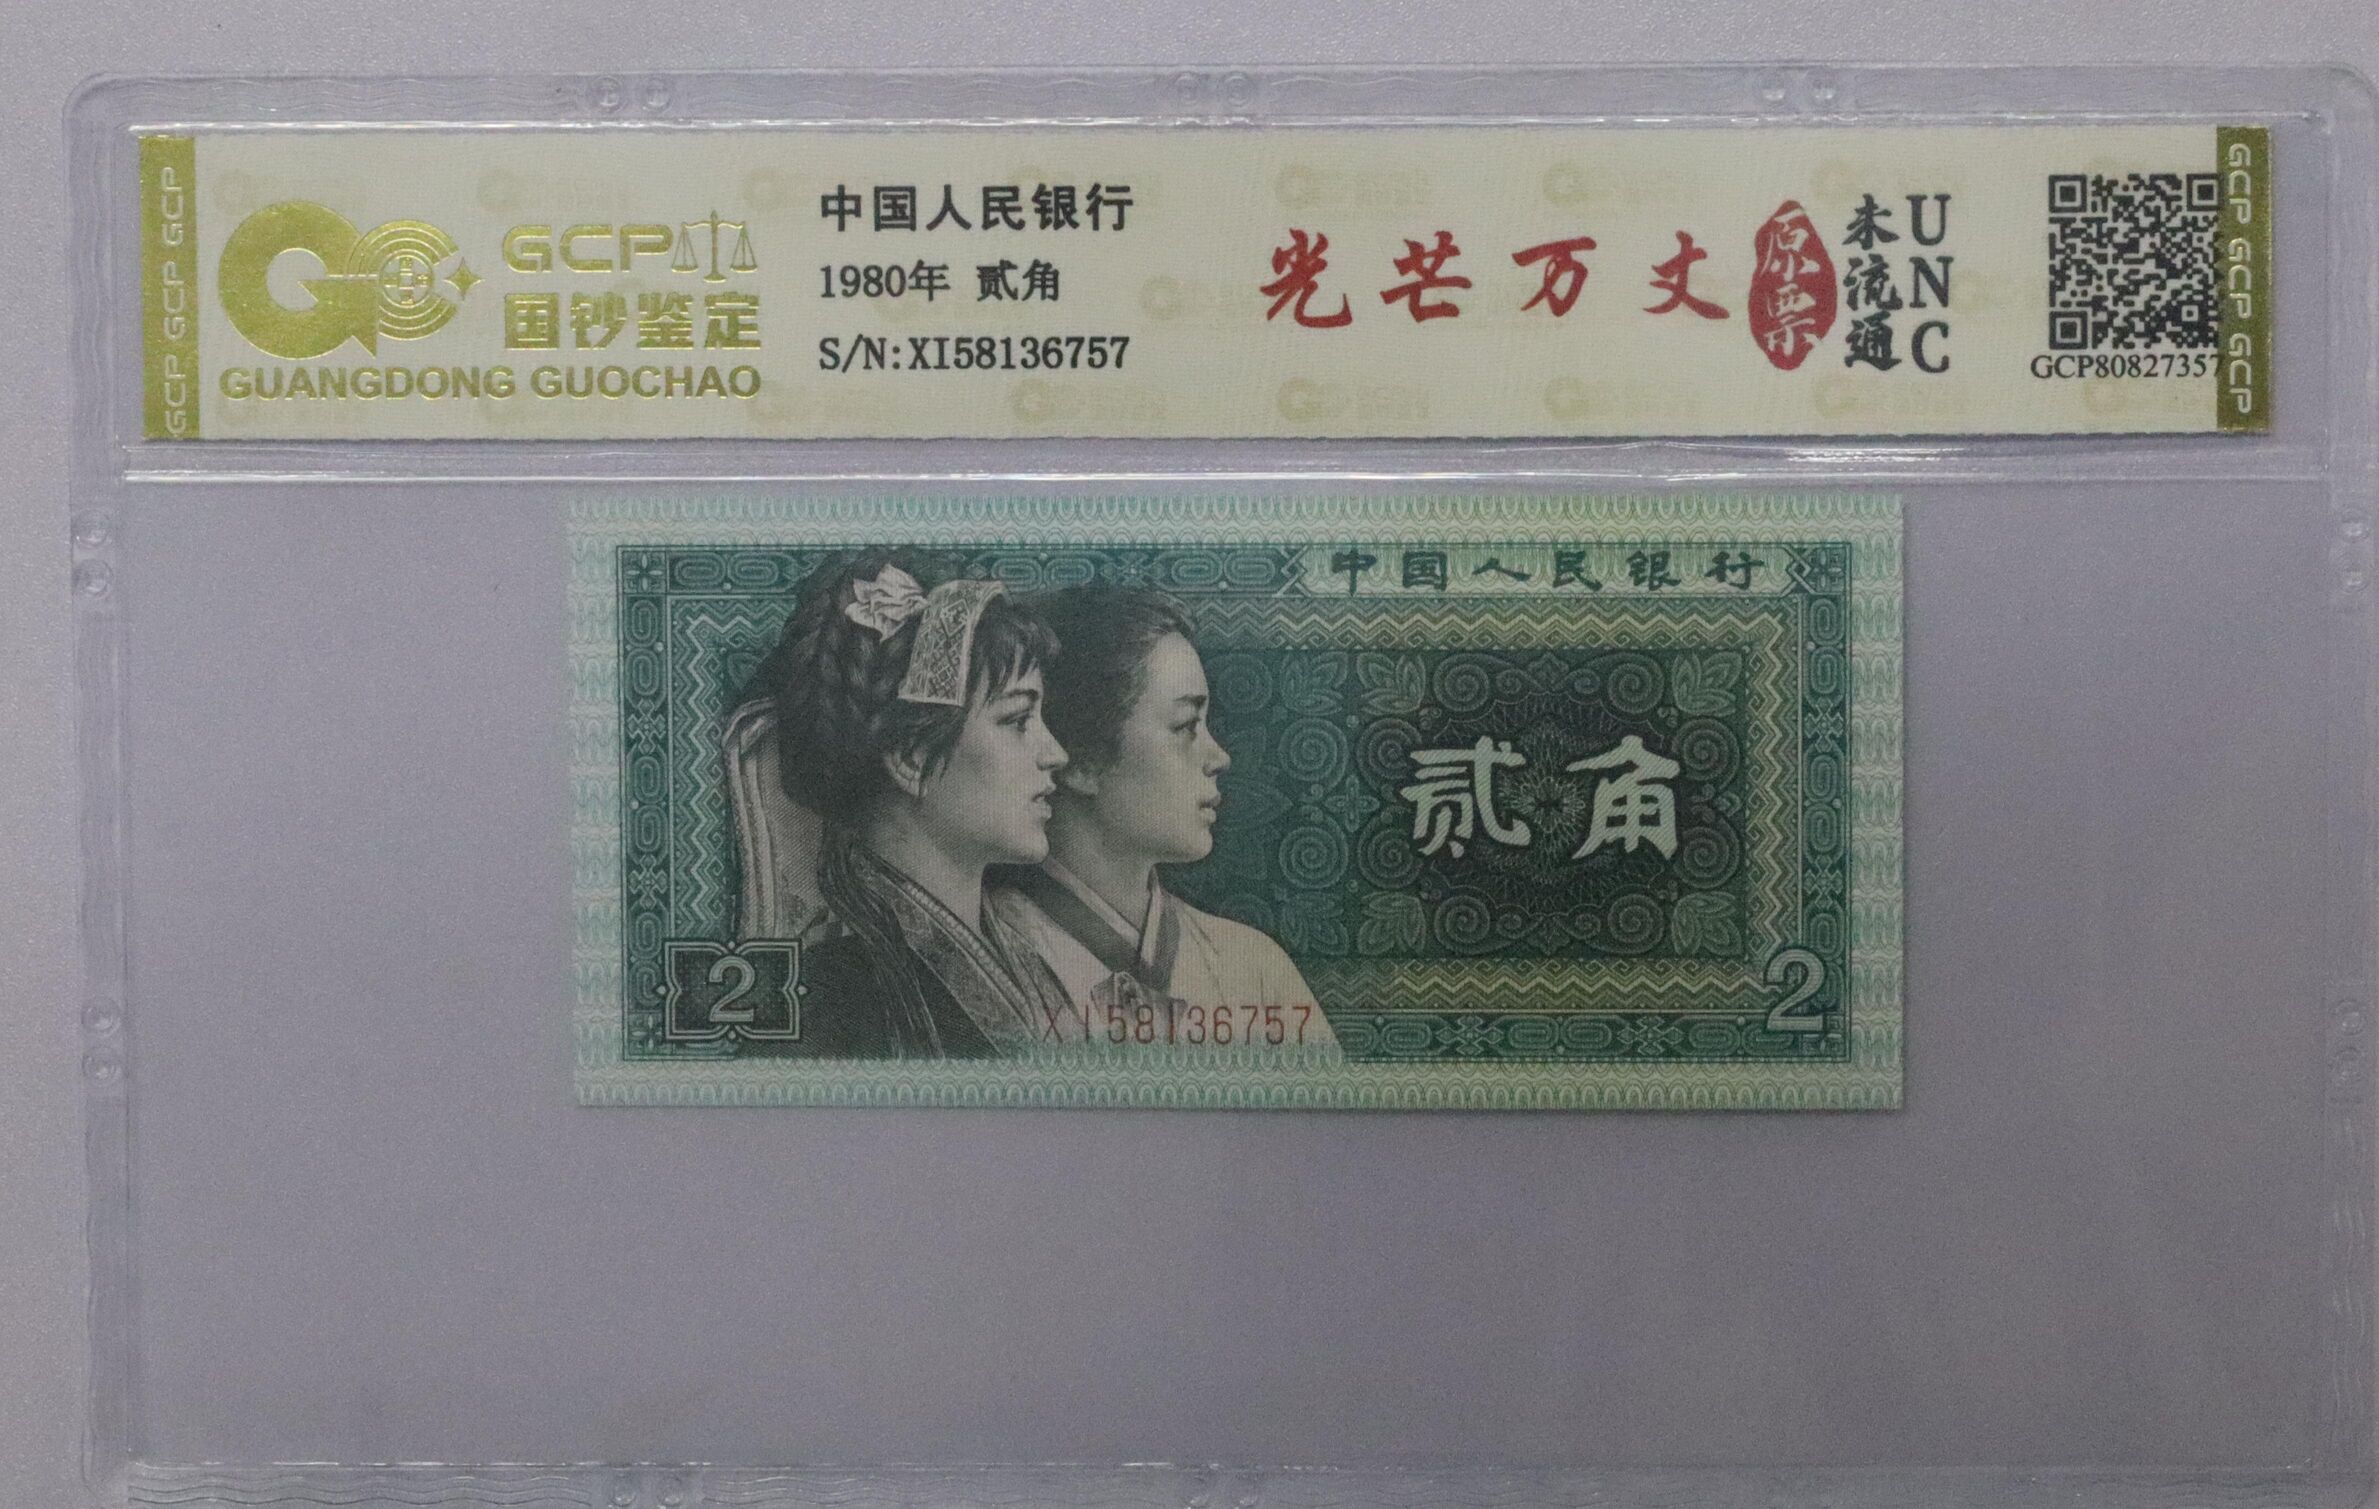 GCP GCP GCP
GCP
国钞鉴定
GUANGDONG GUOCHAO
中国人民银行
1980年 贰角
S/N:XI58136757
光芒万丈
原票
未流通
UNC
GCP80827357
GCP GCP GCP
中国人民银行
贰角
2
2
XI58136757